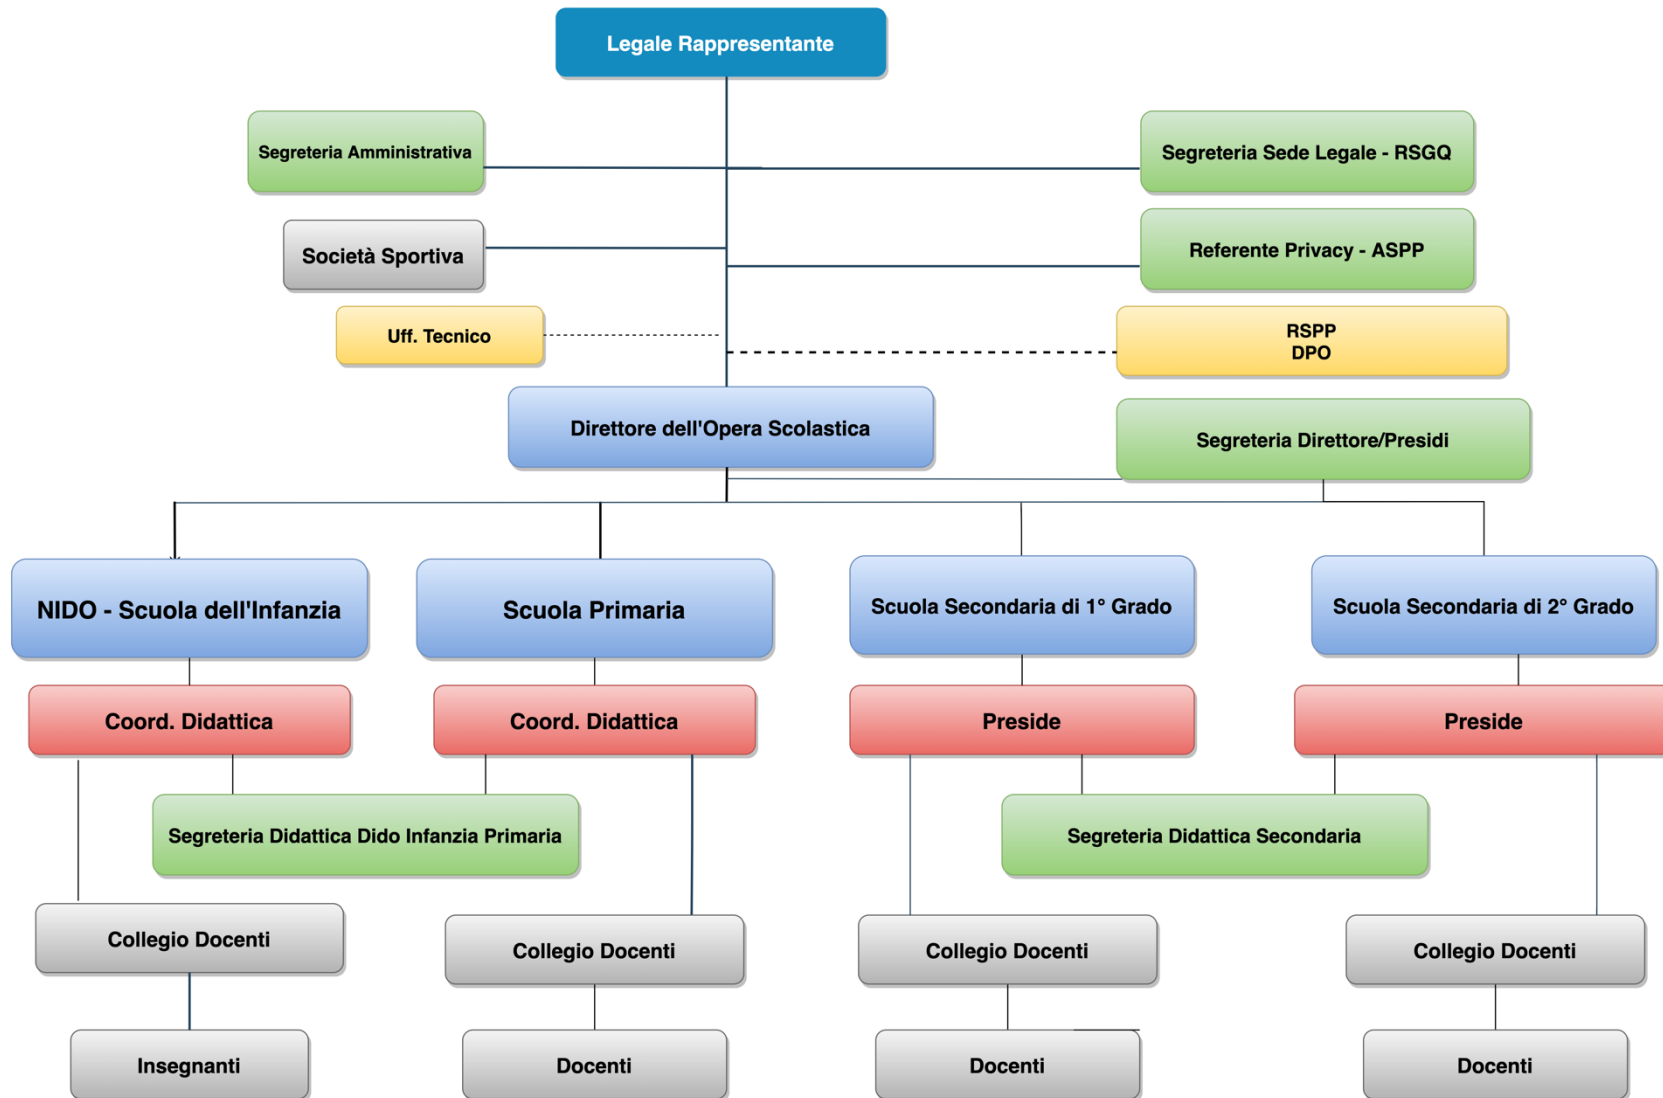 Legale Rappresentante
Segreteria Amministrativa
Segreteria Sede Legale - RSGQ
Società Sportiva
Referente Privacy - ASPP
Uff. Tecnico
RSPP
DPO
Direttore dell'Opera Scolastica
Segreteria Direttore/Presidi
NIDO - Scuola dell'Infanzia
Scuola Primaria
Scuola Secondaria di 1° Grado
Scuola Secondaria di 2° Grado
Coord. Didattica
Coord. Didattica
Preside
Preside
Segreteria Didattica Dido Infanzia Primaria
Segreteria Didattica Secondaria
Collegio Docenti
Collegio Docenti
Collegio Docenti
Collegio Docenti
Insegnanti
Docenti
Docenti
Docenti